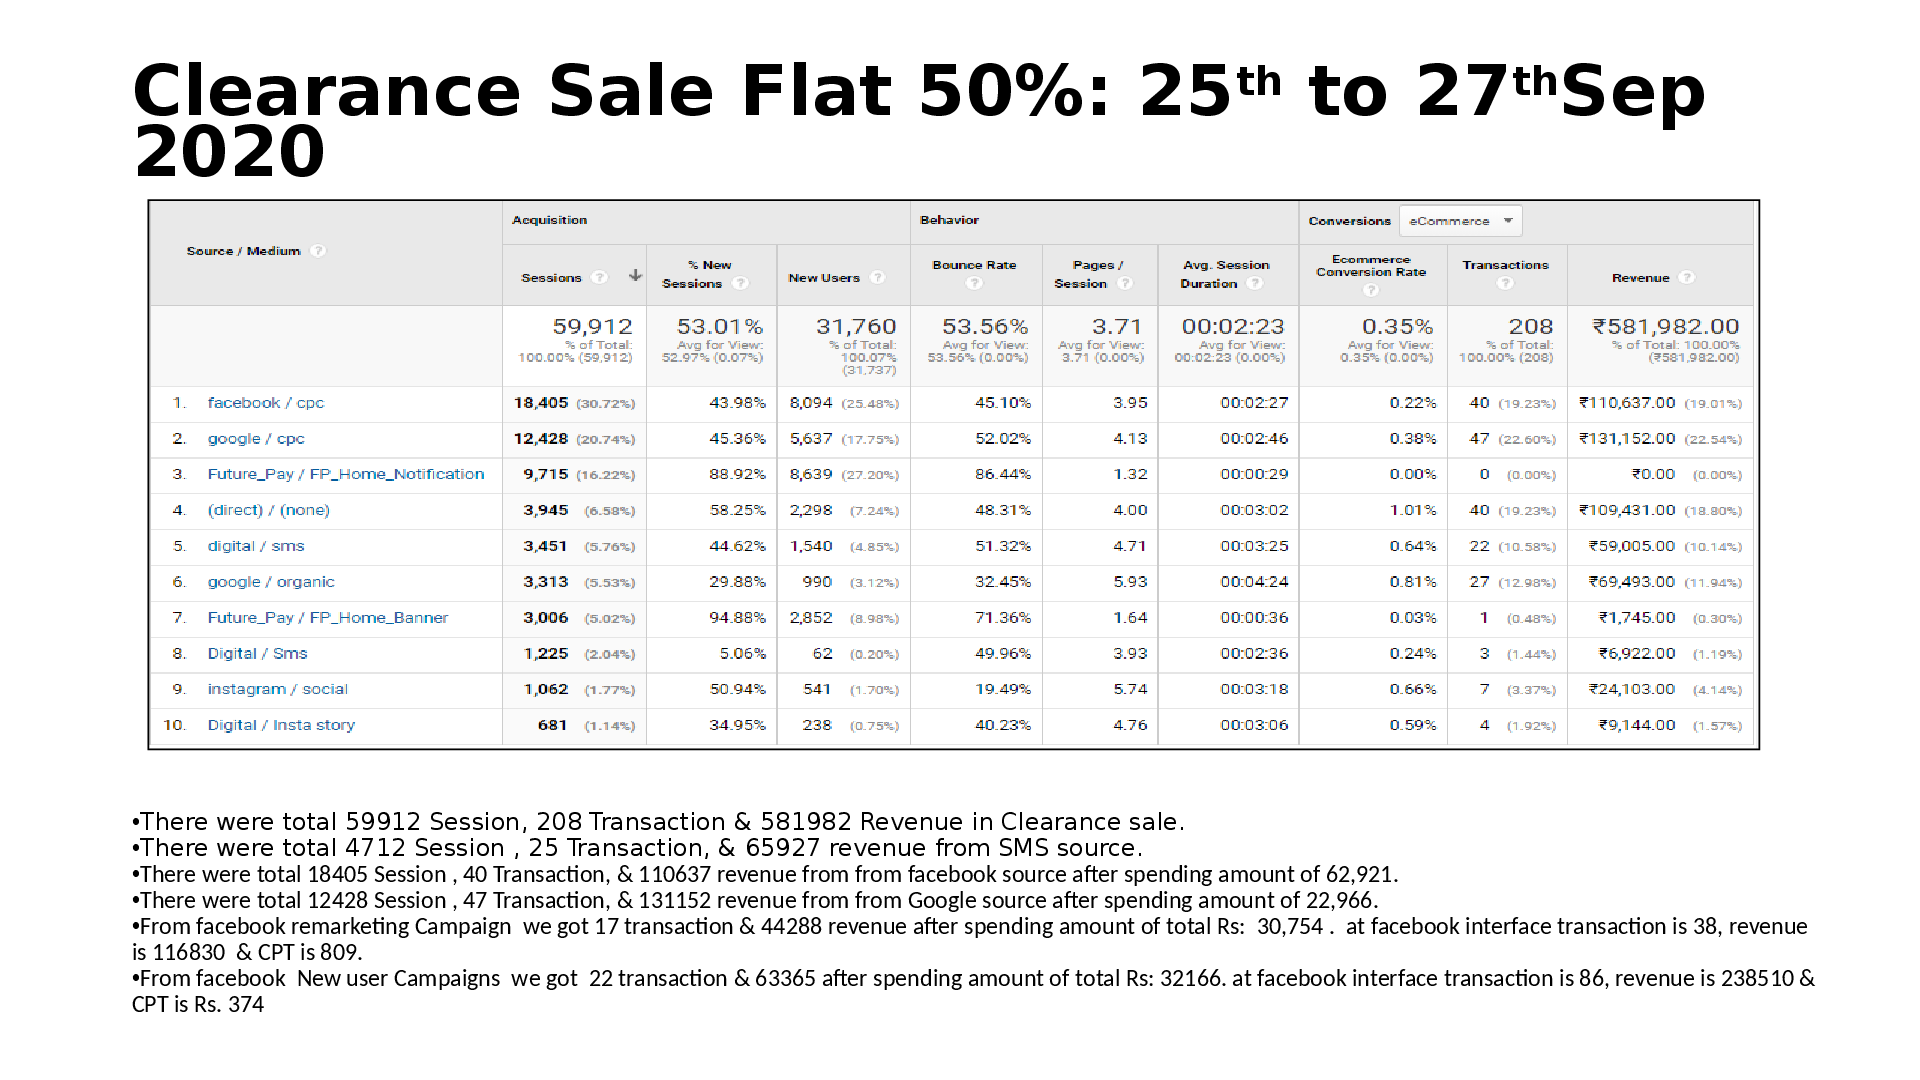 Clearance Sale Flat 50%: 25th to 27thSep
2020
Acquisition Behavior Conversions eCommerce
Source / Medium ?
Sessions ? % New Sessions ? New Users ? Bounce Rate ? Pages / Session ? Avg. Session Duration ? Ecommerce Conversion Rate ? Transactions ? Revenue ?
59,912 53.01% 31,760 53.56% 3.71 00:02:23 0.35% 208 ₹581,982.00
% of Total: 100.00% (59,912) Avg for View: 52.97% (0.07%) % of Total: 100.07% (31,737) Avg for View: 53.56% (0.00%) Avg for View: 3.71 (0.00%) Avg for View: 00:02:23 (0.00%) Avg for View: 0.35% (0.00%) % of Total: 100.00% (208) % of Total: 100.00% (₹581,982.00)
1. facebook / cpc 18,405 (30.72%) 43.98% 8,094 (25.48%) 45.10% 3.95 00:02:27 0.22% 40 (19.23%) ₹110,637.00 (19.01%)
2. google / cpc 12,428 (20.74%) 45.36% 5,637 (17.75%) 52.02% 4.13 00:02:46 0.38% 47 (22.60%) ₹131,152.00 (22.54%)
3. Future_Pay / FP_Home_Notification 9,715 (16.22%) 88.92% 8,639 (27.20%) 86.44% 1.32 00:00:29 0.00% 0 (0.00%) ₹0.00 (0.00%)
4. (direct) / (none) 3,945 (6.58%) 58.25% 2,298 (7.24%) 48.31% 4.00 00:03:02 1.01% 40 (19.23%) ₹109,431.00 (18.80%)
5. digital / sms 3,451 (5.76%) 44.62% 1,540 (4.85%) 51.32% 4.71 00:03:25 0.64% 22 (10.58%) ₹59,005.00 (10.14%)
6. google / organic 3,313 (5.53%) 29.88% 990 (3.12%) 32.45% 5.93 00:04:24 0.81% 27 (12.98%) ₹69,493.00 (11.94%)
7. Future_Pay / FP_Home_Banner 3,006 (5.02%) 94.88% 2,852 (8.98%) 71.36% 1.64 00:00:36 0.03% 1 (0.48%) ₹1,745.00 (0.30%)
8. Digital / Sms 1,225 (2.04%) 5.06% 62 (0.20%) 49.96% 3.93 00:02:36 0.24% 3 (1.44%) ₹6,922.00 (1.19%)
9. instagram / social 1,062 (1.77%) 50.94% 541 (1.70%) 19.49% 5.74 00:03:18 0.66% 7 (3.37%) ₹24,103.00 (4.14%)
10. Digital / Insta story 681 (1.14%) 34.95% 238 (0.75%) 40.23% 4.76 00:03:06 0.59% 4 (1.92%) ₹9,144.00 (1.57%)
•There were total 59912 Session, 208 Transaction & 581982 Revenue in Clearance sale.
•There were total 4712 Session , 25 Transaction, & 65927 revenue from SMS source.
•There were total 18405 Session , 40 Transaction, & 110637 revenue from from facebook source after spending amount of 62,921.
•There were total 12428 Session , 47 Transaction, & 131152 revenue from from Google source after spending amount of 22,966.
•From facebook remarketing Campaign  we got 17 transaction & 44288 revenue after spending amount of total Rs:  30,754 .  at facebook interface transaction is 38, revenue
is 116830  & CPT is 809.
•From facebook  New user Campaigns  we got  22 transaction & 63365 after spending amount of total Rs: 32166. at facebook interface transaction is 86, revenue is 238510 &
CPT is Rs. 374